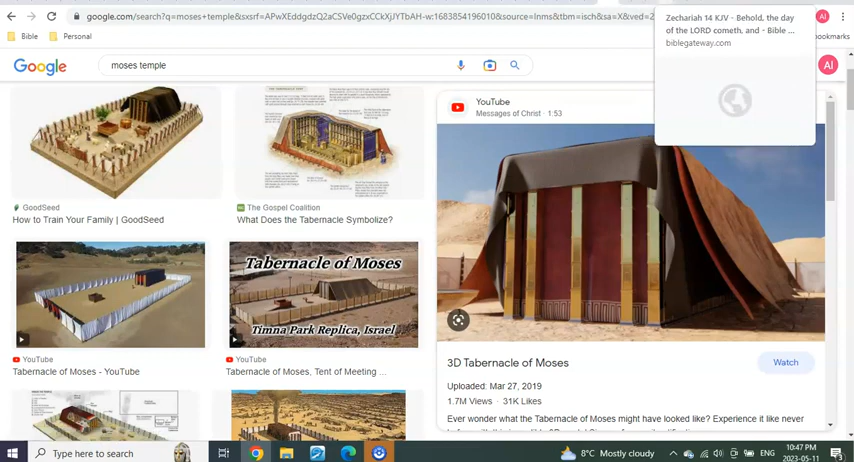 google.com/search?q=moses+temple&sxsrf=APwXEddgdzQ2aCSVe0gzxCCkXjJYTbAH-w:1683854196010&source=lnms&tbm=isch&sa=X&ved=2
AI
Bible
Personal
ookmarks
Zechariah 14 KJV - Behold, the day
of the LORD cometh, and - Bible ...
biblegateway.com
Google
moses temple
AI
GoodSeed
How to Train Your Family | GoodSeed
The Gospel Coalition
What Does the Tabernacle Symbolize?
YouTube
Messages of Christ · 1:53
Tabernacle of Moses
Timna Park Replica, Israel
YouTube
Tabernacle of Moses - YouTube
YouTube
Tabernacle of Moses, Tent of Meeting ...
3D Tabernacle of Moses
Watch
Uploaded: Mar 27, 2019
1.7M Views · 31K Likes
Ever wonder what the Tabernacle of Moses might have looked like? Experience it like never
Type here to search
8°C Mostly cloudy
ENG
10:47 PM
2023-05-11
3